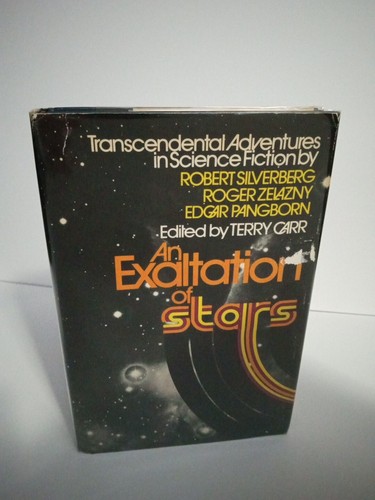 Transcendental Adventures
in Science Fiction by
ROBERT SILVERBERG
ROGER ZELAZNY
EDGAR PANGBORN
Edited by TERRY CARR
An
Exaltation
of
stars